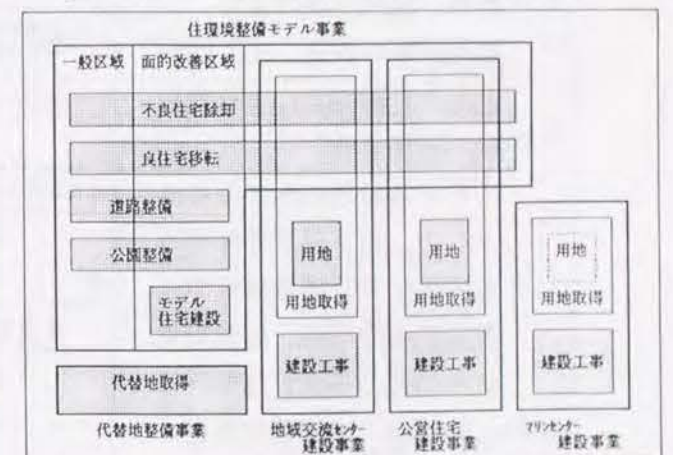 住環境整備モデル事業
一般区域 面的改善区域
不良住宅除却
良住宅移転
道路整備
公園整備
モデル
住宅建設
用地
用地取得
建設工事
用地
用地取得
建設工事
用地
用地取得
建設工事
代替地取得
代替地整備事業
地域交流センター
建設事業
公営住宅
建設事業
マリンセンター
建設事業